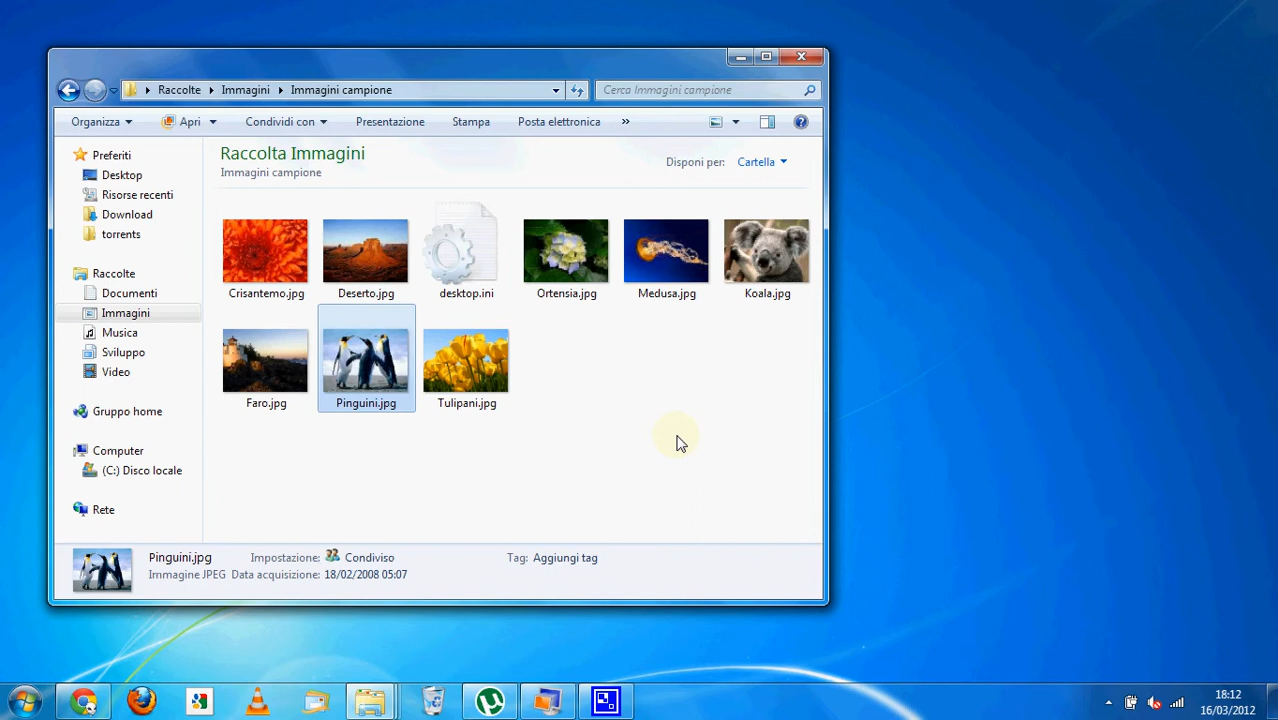 Raccolte Immagini Immagini campione
Cerca Immagini campione
Organizza Apri Condividi con Presentazione Stampa Posta elettronica »
Preferiti
Desktop
Risorse recenti
Download
torrents
Raccolte
Documenti
Immagini
Musica
Sviluppo
Video
Gruppo home
Computer
(C:) Disco locale
Rete
Raccolta Immagini
Immagini campione
Disponi per: Cartella
Crisantemo.jpg
Deserto.jpg
desktop.ini
Ortensia.jpg
Medusa.jpg
Koala.jpg
Faro.jpg
Pinguini.jpg
Tulipani.jpg
Pinguini.jpg Impostazione: Condiviso Tag: Aggiungi tag
Immagine JPEG Data acquisizione: 18/02/2008 05:07
18:12
16/03/2012